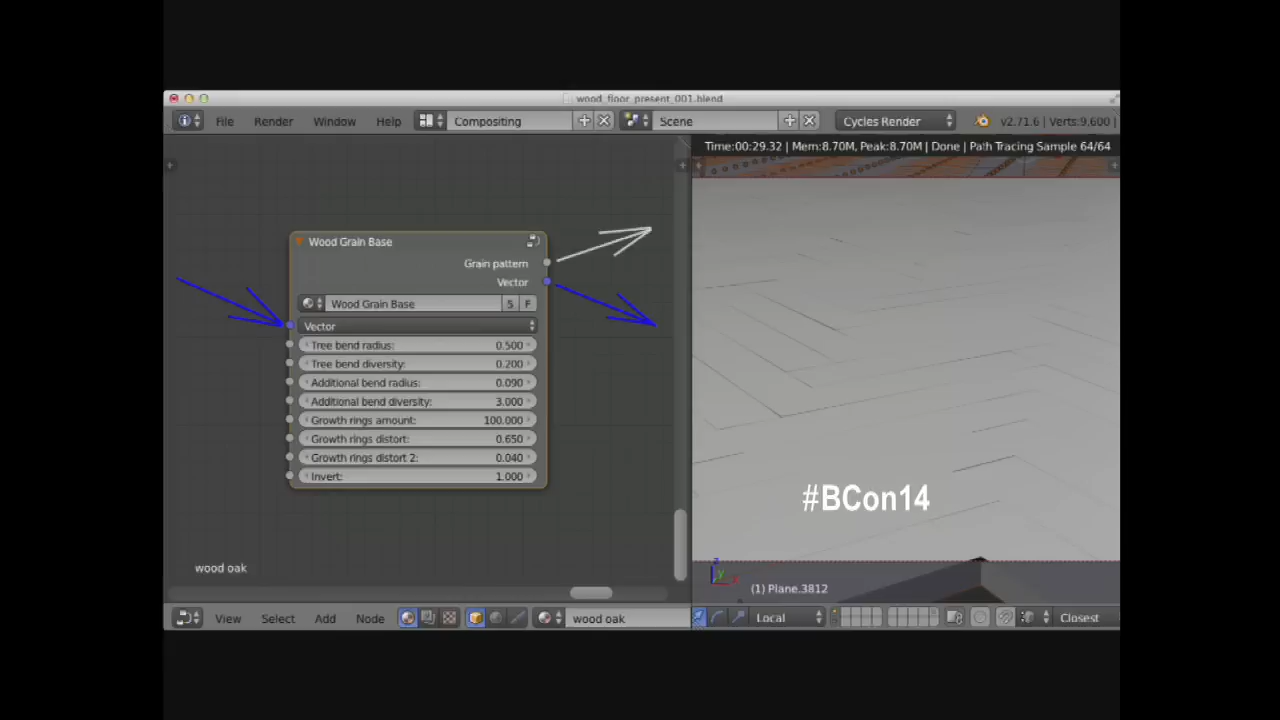 wood_floor_present_001.blend
File Render Window Help Compositing Scene Cycles Render v2.71.6 | Verts:9,600 |
Time:00:29.32 | Mem:8.70M, Peak:8.70M | Done | Path Tracing Sample 64/64
Wood Grain Base
Grain pattern
Vector
Wood Grain Base S F
Vector
Tree bend radius: 0.500
Tree bend diversity: 0.200
Additional bend radius: 0.090
Additional bend diversity: 3.000
Growth rings amount: 100.000
Growth rings distort: 0.650
Growth rings distort 2: 0.040
Invert: 1.000
#BCon14
wood oak
z
y
x
(1) Plane.3812
View Select Add Node wood oak Local Closest